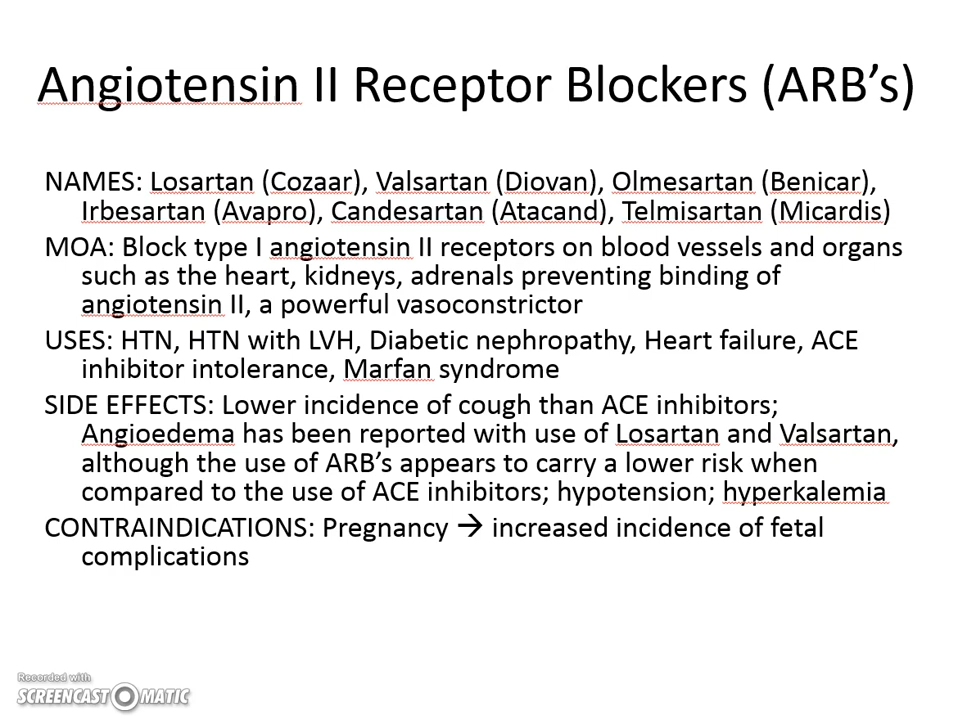 Angiotensin II Receptor Blockers (ARB’s)
NAMES: Losartan (Cozaar), Valsartan (Diovan), Olmesartan (Benicar),
Irbesartan (Avapro), Candesartan (Atacand), Telmisartan (Micardis)
MOA: Block type I angiotensin II receptors on blood vessels and organs
such as the heart, kidneys, adrenals preventing binding of
angiotensin II, a powerful vasoconstrictor
USES: HTN, HTN with LVH, Diabetic nephropathy, Heart failure, ACE
inhibitor intolerance, Marfan syndrome
SIDE EFFECTS: Lower incidence of cough than ACE inhibitors;
Angioedema has been reported with use of Losartan and Valsartan,
although the use of ARB’s appears to carry a lower risk when
compared to the use of ACE inhibitors; hypotension; hyperkalemia
CONTRAINDICATIONS: Pregnancy → increased incidence of fetal
complications
Recorded with
SCREENCAST-O-MATIC